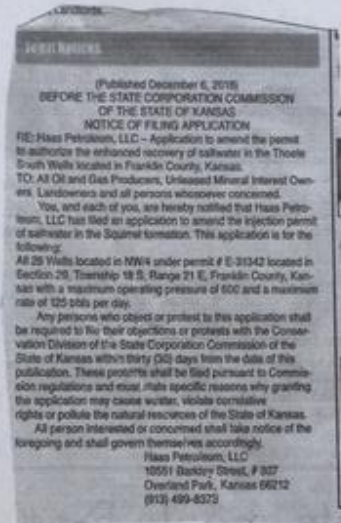 Landlords.
Legal Notices
(Published December 6, 2018)
BEFORE THE STATE CORPORATION COMMISSION
OF THE STATE OF KANSAS
NOTICE OF FILING APPLICATION
RE: Haas Petroleum, LLC – Application to amend the permit
to authorize the enhanced recovery of saltwater in the Thoele
South Wells located in Franklin County, Kansas.
TO: All Oil and Gas Producers, Unleased Mineral Interest Own-
ers, Landowners and all persons whosoever concerned.
You, and each of you, are hereby notified that Haas Petro-
leum, LLC has filed an application to amend the injection permit
of saltwater in the Squirrel formation. This application is for the
following:
All 28 Wells located in NW/4 under permit # E-31342 located in
Section 29, Township 18 S, Range 21 E, Franklin County, Kan-
sas with a maximum operating pressure of 600 and a maximum
rate of 125 bbls per day.
Any persons who object or protest to this application shall
be required to file their objections or protests with the Conser-
vation Division of the State Corporation Commission of the
State of Kansas within thirty (30) days from the date of this
publication. These protests shall be filed pursuant to Commis-
sion regulations and must state specific reasons why granting
the application may cause waster, violate correlative
rights or pollute the natural resources of the State of Kansas.
All person interested or concerned shall take notice of the
foregoing and shall govern themselves accordingly.
Haas Petroleum, LLC
10551 Barkley Street, # 307
Overland Park, Kansas 66212
(913) 499-8373